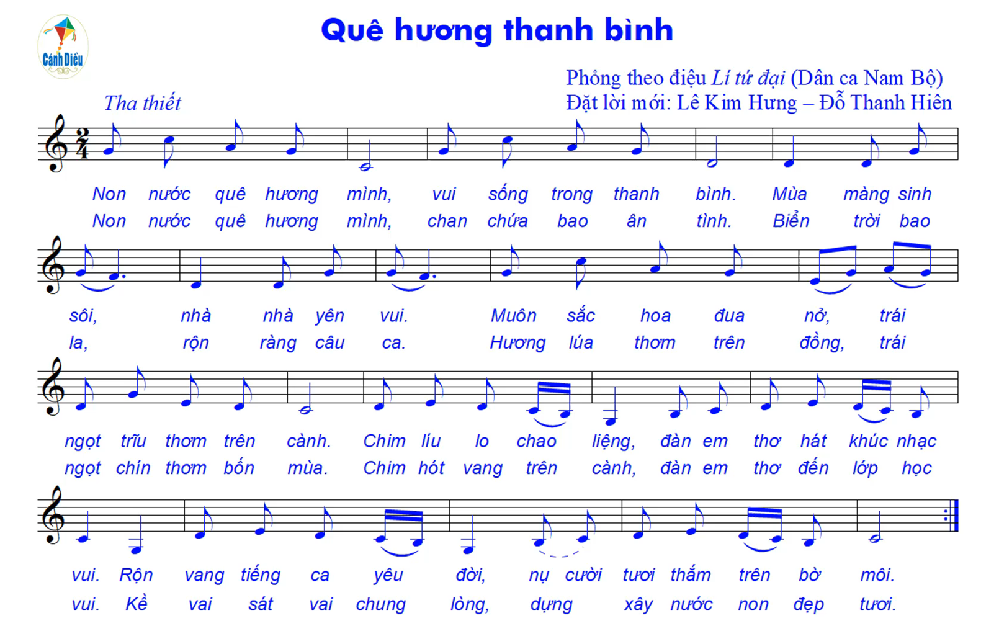 Cánh Diều
Quê hương thanh bình
Phỏng theo điệu Lí tứ đại (Dân ca Nam Bộ)
Tha thiết
Đặt lời mới: Lê Kim Hưng – Đỗ Thanh Hiên
2
4
Non nước quê hương mình, vui sống trong thanh bình. Mùa màng sinh
Non nước quê hương mình, chan chứa bao ân tình. Biển trời bao
sôi, nhà nhà yên vui. Muôn sắc hoa đua nở, trái
la, rộn ràng câu ca. Hương lúa thơm trên đồng, trái
ngọt trĩu thơm trên cành. Chim líu lo chao liệng, đàn em thơ hát khúc nhạc
ngọt chín thơm bốn mùa. Chim hót vang trên cành, đàn em thơ đến lớp học
vui. Rộn vang tiếng ca yêu đời, nụ cười tươi thắm trên bờ môi.
vui. Kề vai sát vai chung lòng, dựng xây nước non đẹp tươi.